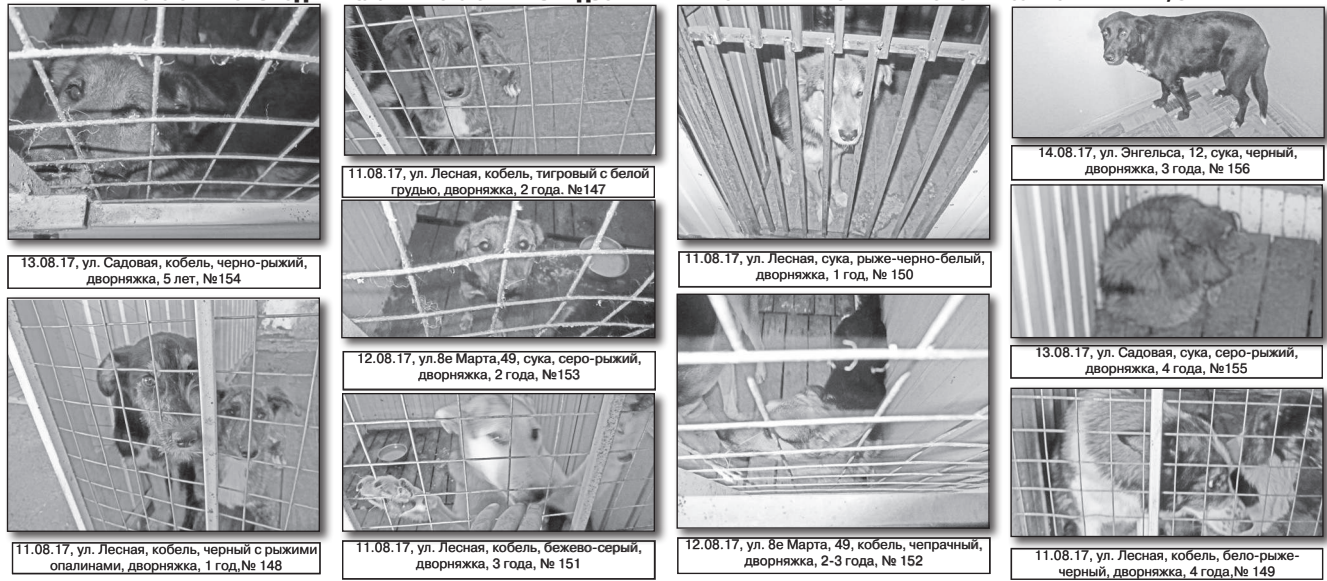 13.08.17, ул. Садовая, кобель, черно-рыжий,
дворняжка, 5 лет, №154
11.08.17, ул. Лесная, кобель, черный с рыжими
опалинами, дворняжка, 1 год,№ 148
11.08.17, ул. Лесная, кобель, тигровый с белой
грудью, дворняжка, 2 года. №147
12.08.17, ул.8е Марта,49, сука, серо-рыжий,
дворняжка, 2 года, №153
11.08.17, ул. Лесная, кобель, бежево-серый,
дворняжка, 3 года, № 151
11.08.17, ул. Лесная, сука, рыже-черно-белый,
дворняжка, 1 год, № 150
12.08.17, ул. 8е Марта, 49, кобель, чепрачный,
дворняжка, 2-3 года, № 152
14.08.17, ул. Энгельса, 12, сука, черный,
дворняжка, 3 года, № 156
13.08.17, ул. Садовая, сука, серо-рыжий,
дворняжка, 4 года, №155
11.08.17, ул. Лесная, кобель, бело-рыже-
черный, дворняжка, 4 года,№ 149